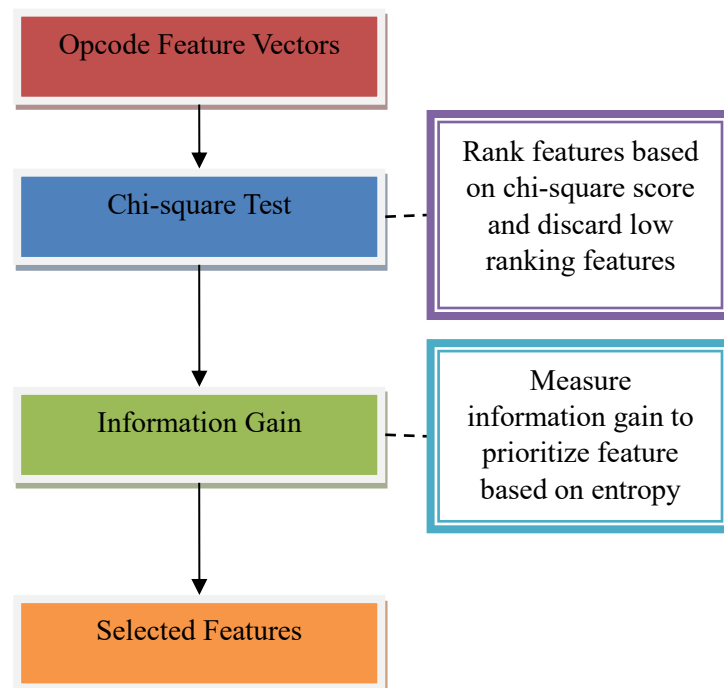 Opcode Feature Vectors
Chi-square Test
Rank features based
on chi-square score
and discard low
ranking features
Information Gain
Measure
information gain to
prioritize feature
based on entropy
Selected Features